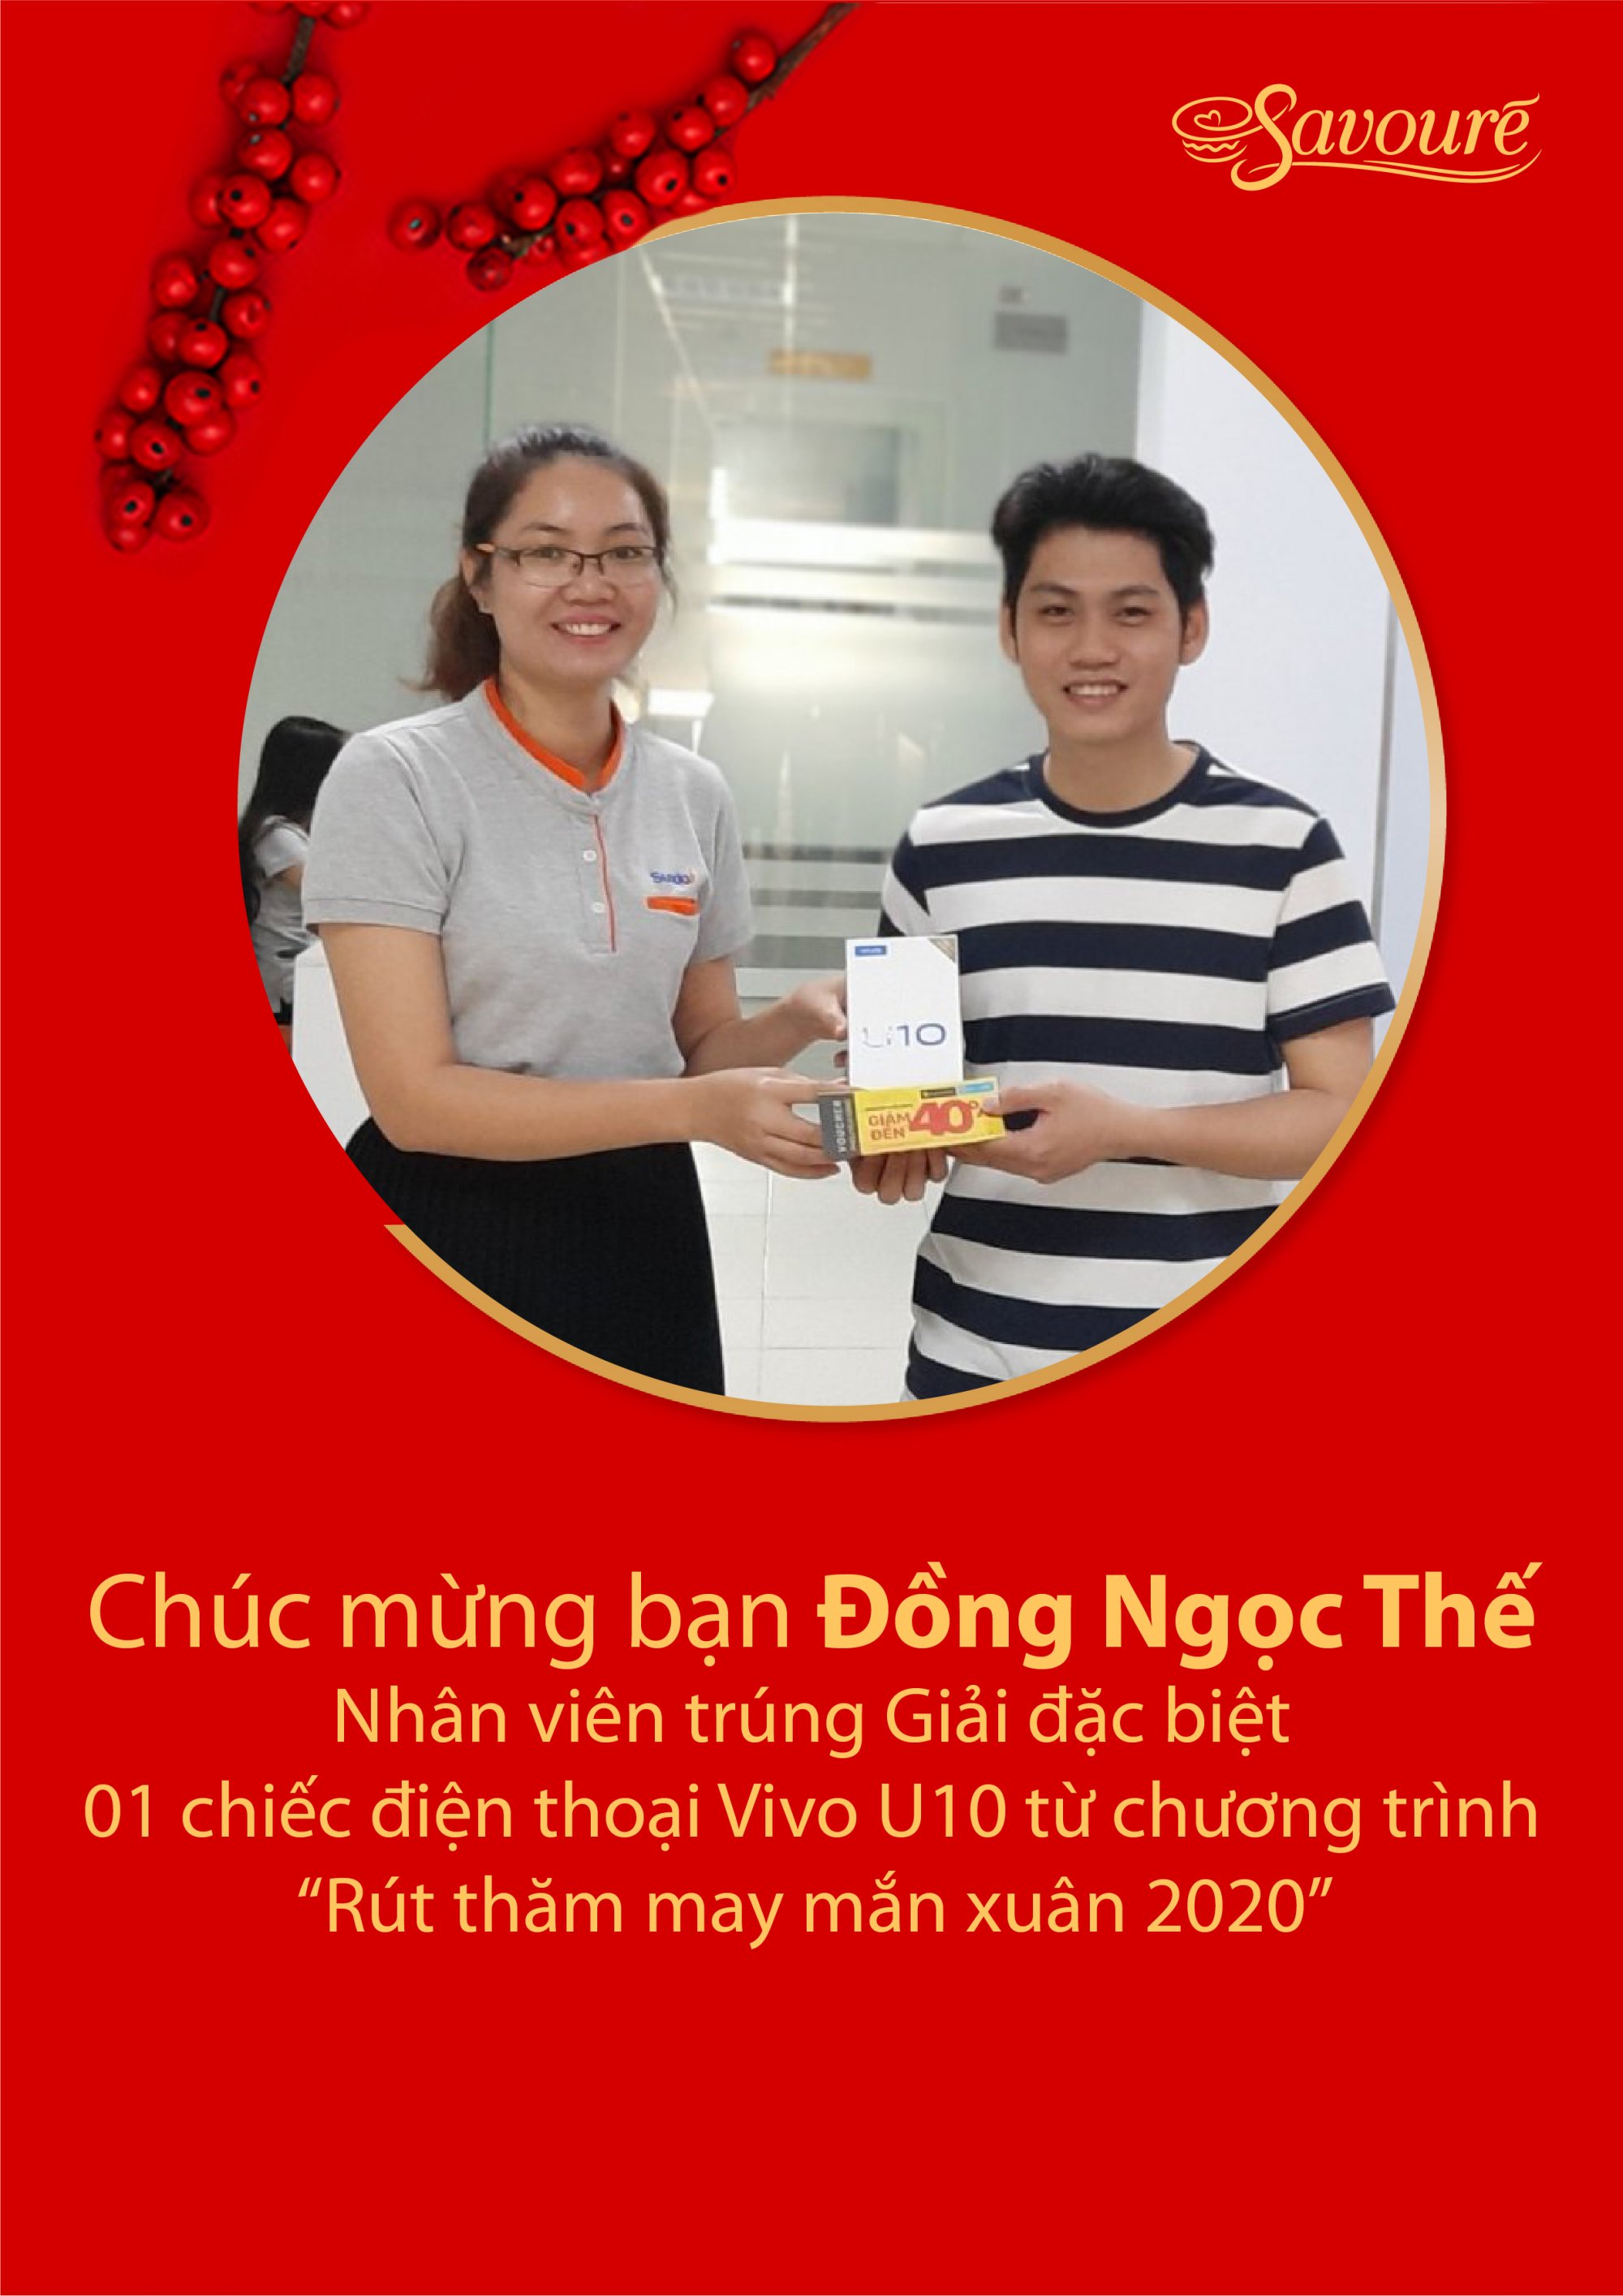 Savouré
U10
VOUCHER
GIẢM
ĐẾN
40%
Chúc mừng bạn Đồng Ngọc Thế
Nhân viên trúng Giải đặc biệt
01 chiếc điện thoại Vivo U10 từ chương trình
“Rút thăm may mắn xuân 2020”